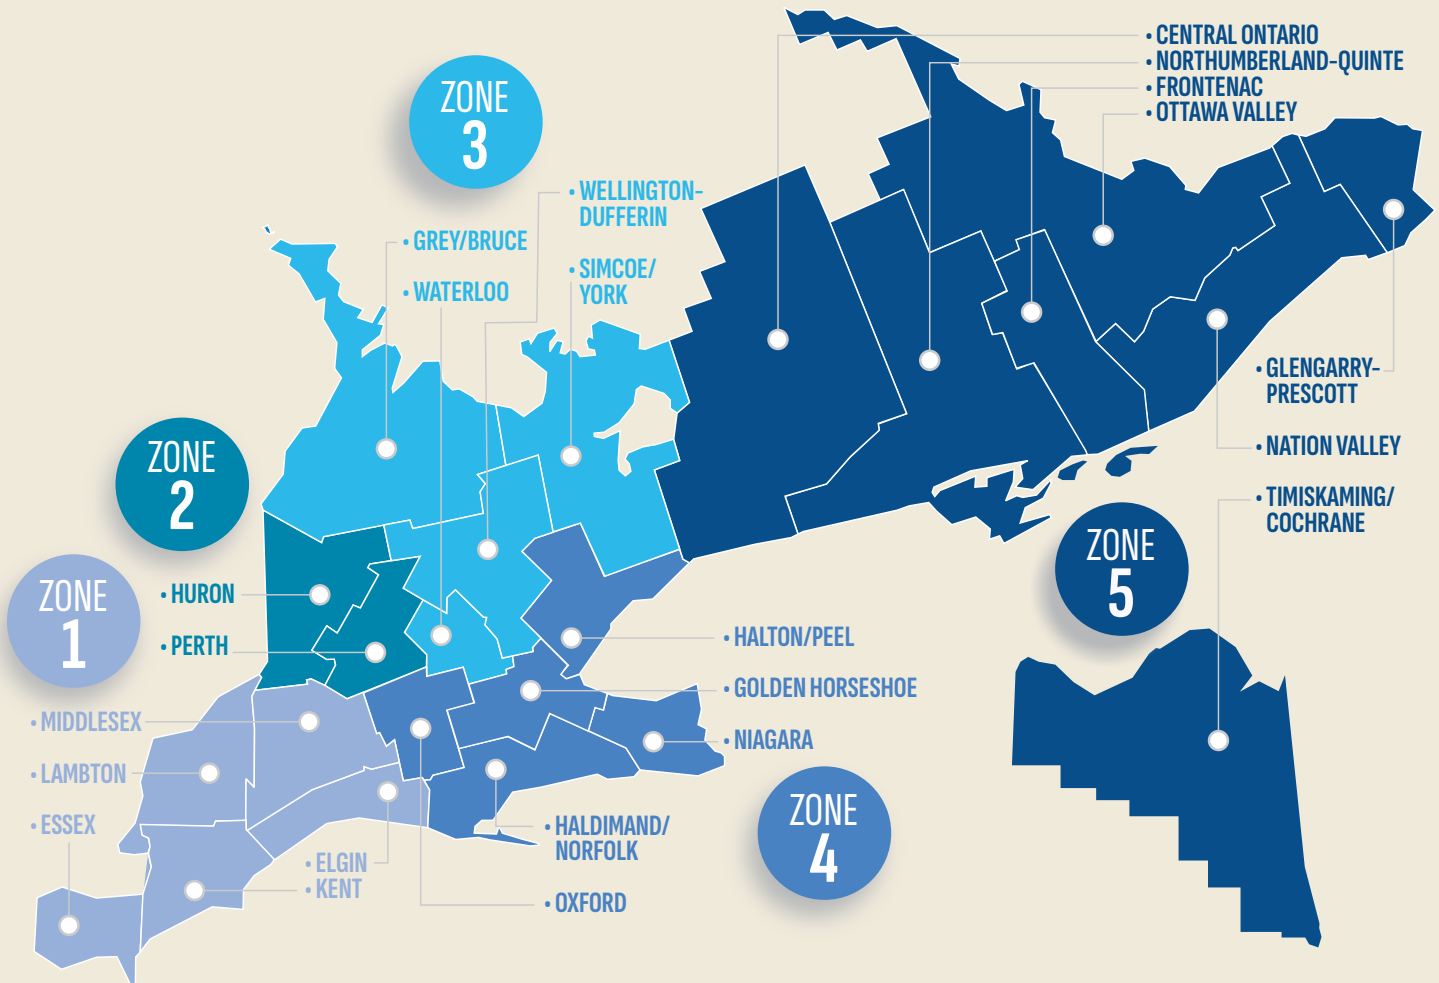 ZONE
3
• WELLINGTON-
DUFFERIN
• GREY/BRUCE
• SIMCOE/
YORK
• WATERLOO
• CENTRAL ONTARIO
• NORTHUMBERLAND-QUINTE
• FRONTENAC
• OTTAWA VALLEY
• GLENGARRY-
PRESCOTT
• NATION VALLEY
• TIMISKAMING/
COCHRANE
ZONE
5
ZONE
2
• HURON
• PERTH
ZONE
1
• MIDDLESEX
• LAMBTON
• ESSEX
• ELGIN
• KENT
• HALTON/PEEL
• GOLDEN HORSESHOE
• NIAGARA
• HALDIMAND/
NORFOLK
• OXFORD
ZONE
4